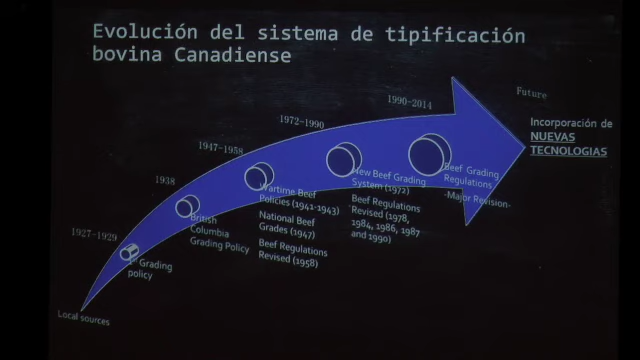 Evolución del sistema de tipificación
bovina Canadiense
Future
1990-2014
1972-1990
1947-1958
1938
1927-1929
Incorporación de
NUEVAS
TECNOLOGIAS
Beef Grading
Regulations
-Major Revision-
New Beef Grading
System (1972)
Beef Regulations
Revised (1978,
1984, 1986, 1987
and 1990)
Wartime Beef
Policies (1941-1943)
National Beef
Grades (1947)
Beef Regulations
Revised (1958)
British
Columbia
Grading Policy
1st Grading
policy
Local sources